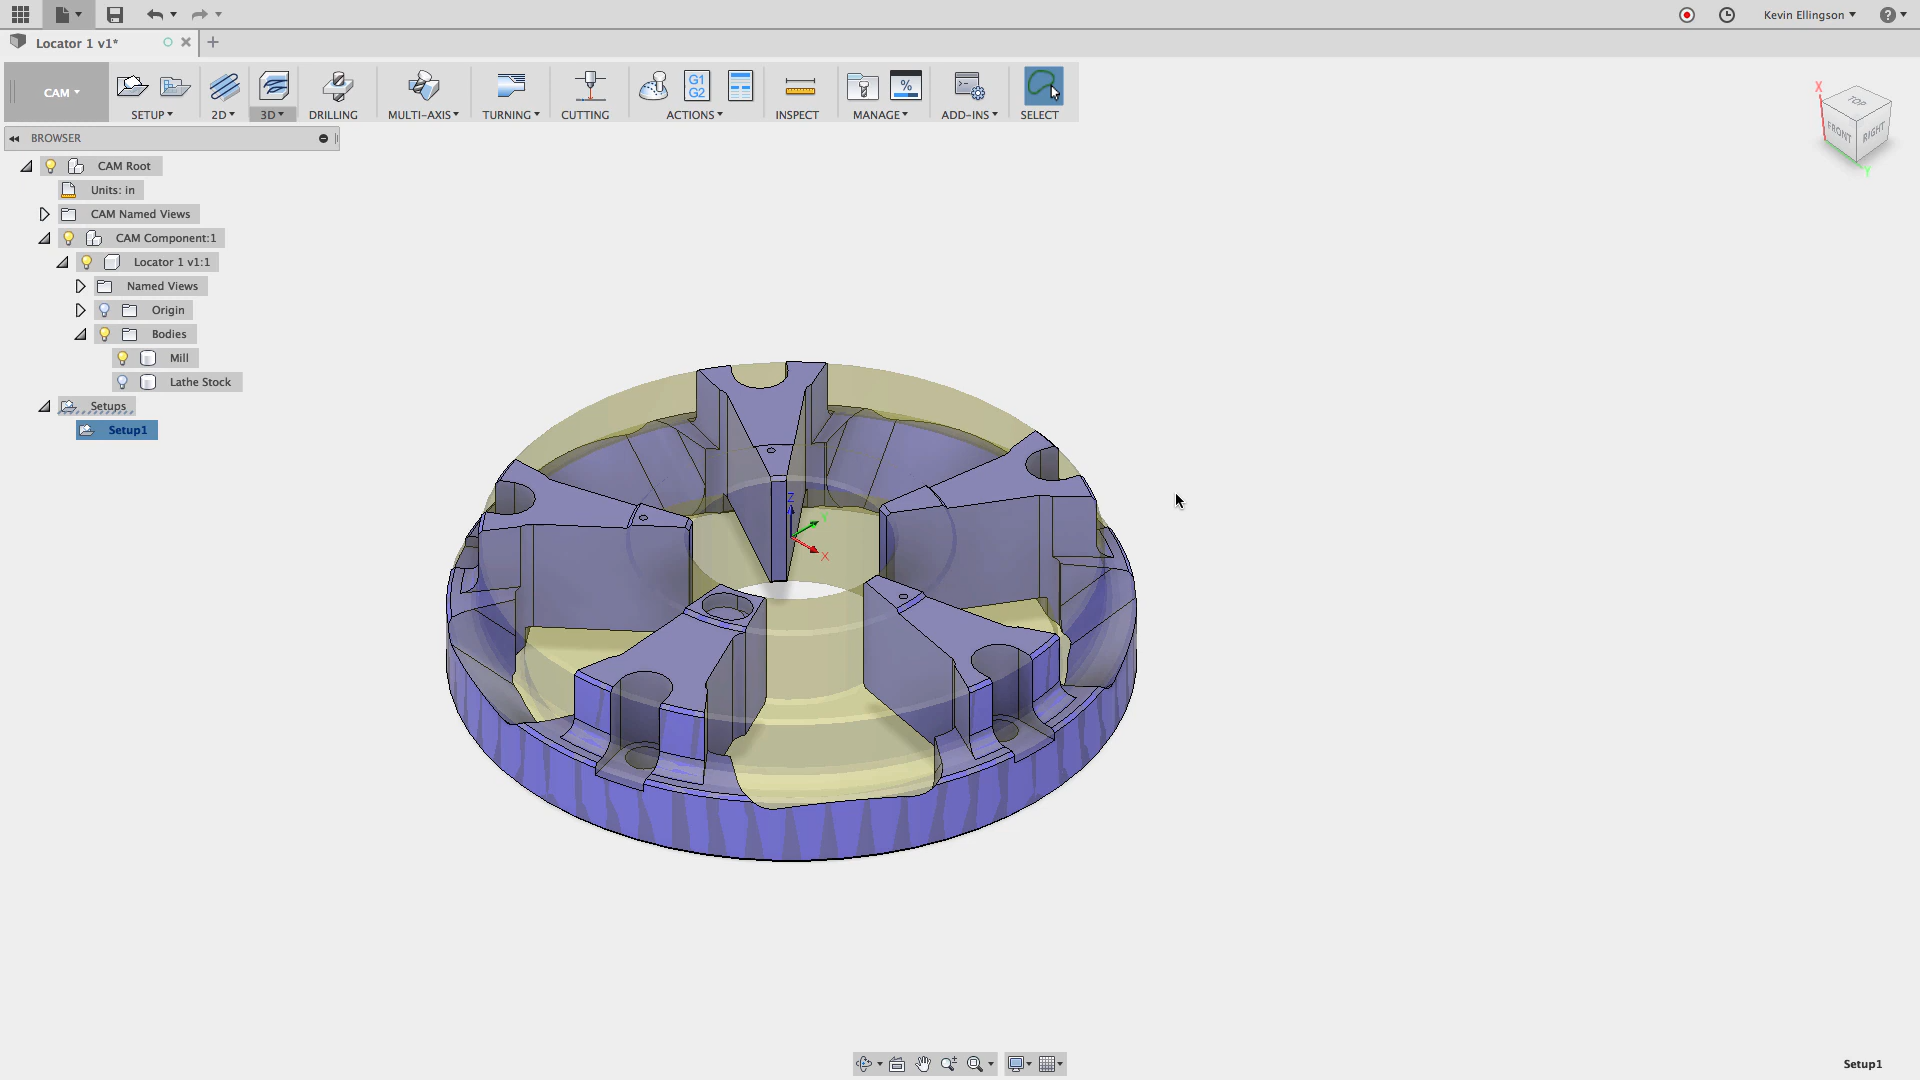 Kevin Ellingson
Locator 1 v1*
CAM
G1
G2
%
SETUP
2D
3D
DRILLING
MULTI-AXIS
TURNING
CUTTING
ACTIONS
INSPECT
MANAGE
ADD-INS
SELECT
BROWSER
CAM Root
Units: in
CAM Named Views
CAM Component:1
Locator 1 v1:1
Named Views
Origin
Bodies
Mill
Lathe Stock
Setups
Setup1
X
TOP
FRONT
RIGHT
Y
Z
Y
X
Setup1